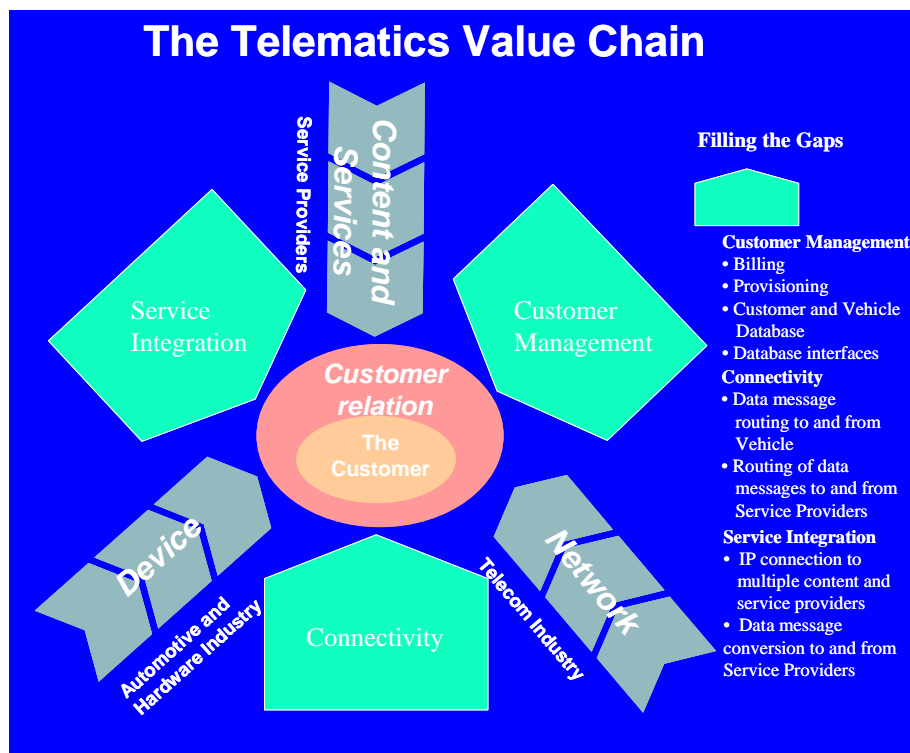 The Telematics Value Chain
Content and
Services
Service Providers
Service
Integration
Customer
Management
Customer
relation
The
Customer
Device
Automotive and
Hardware Industry
Connectivity
Network
Telecom Industry
Filling the Gaps
Customer Management
• Billing
• Provisioning
• Customer and Vehicle
Database
• Database interfaces
Connectivity
• Data message
routing to and from
Vehicle
• Routing of data
messages to and from
Service Providers
Service Integration
• IP connection to
multiple content and
service providers
• Data message
conversion to and from
Service Providers